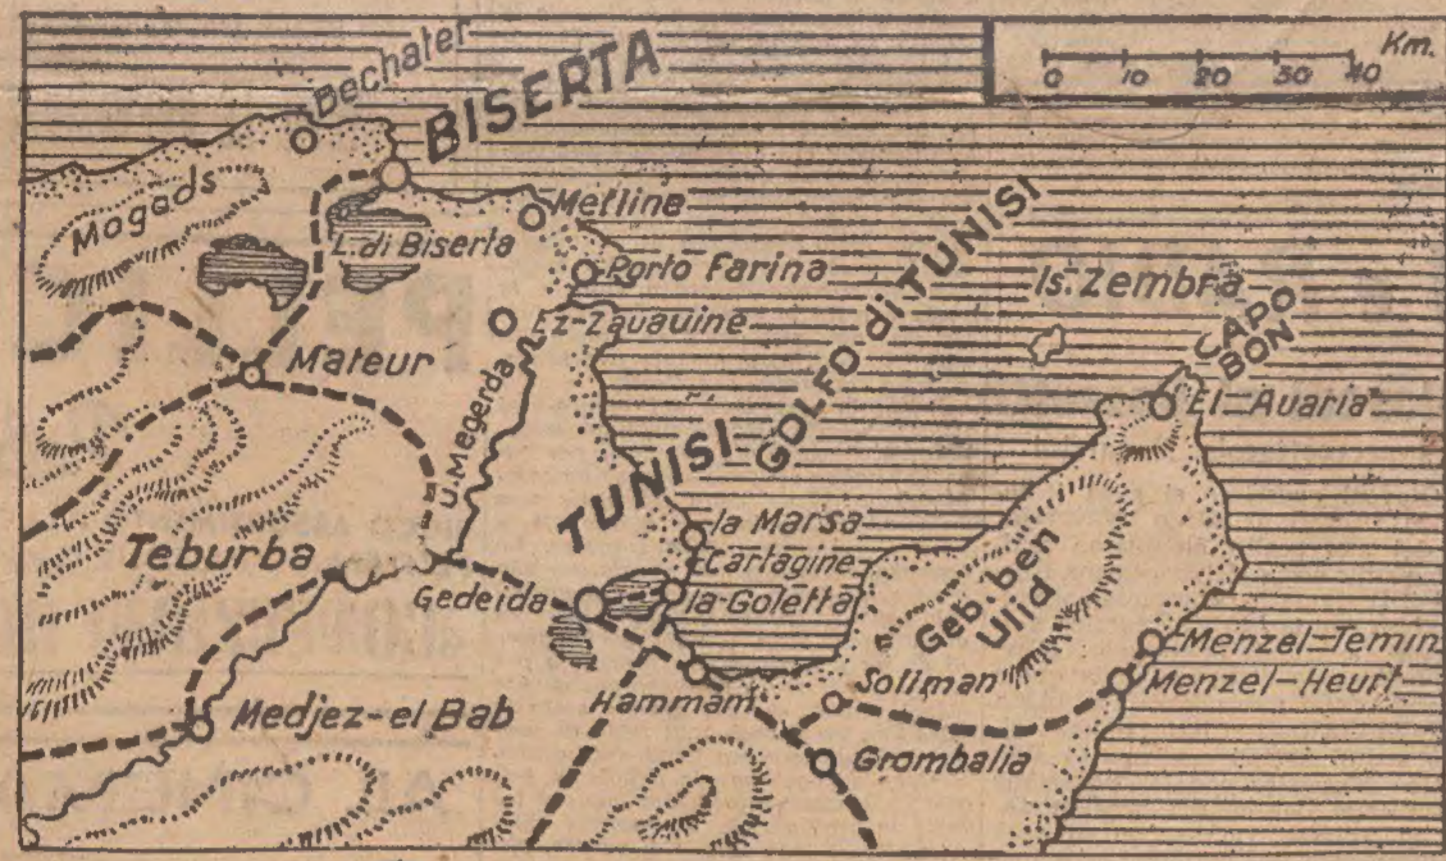 Km.
0 10 20 30 40
Bechater
BISERTA
Mogads
Metline
L. di Biserta
Porto Farina
GOLFO di TUNISI
Is. Zembra
CAPO
BON
Ez-Zauauine
Mateur
El Auaria
U. Megerda
TUNISI
la Marsa
Teburba
Cartagine
Gedeida
la Goletta
Geb. ben
Ulid
Menzel-Temin
Soliman
Menzel-Heurt
Hammam
Medjez-el Bab
Grombalia